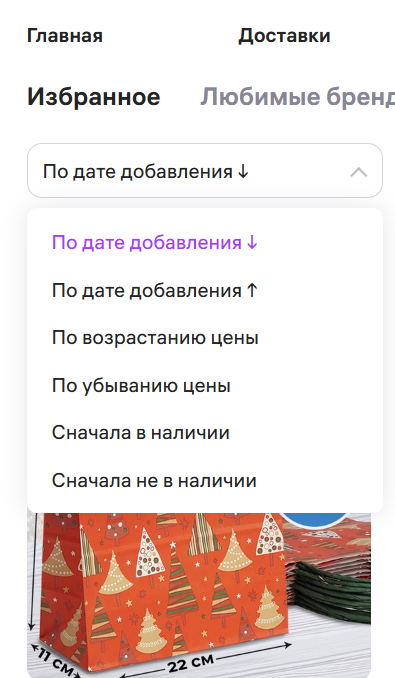 Главная Доставки
Избранное Любимые бренд
По дате добавления ↓
По дате добавления ↓
По дате добавления ↑
По возрастанию цены
По убыванию цены
Сначала в наличии
Сначала не в наличии
11 см
22 см